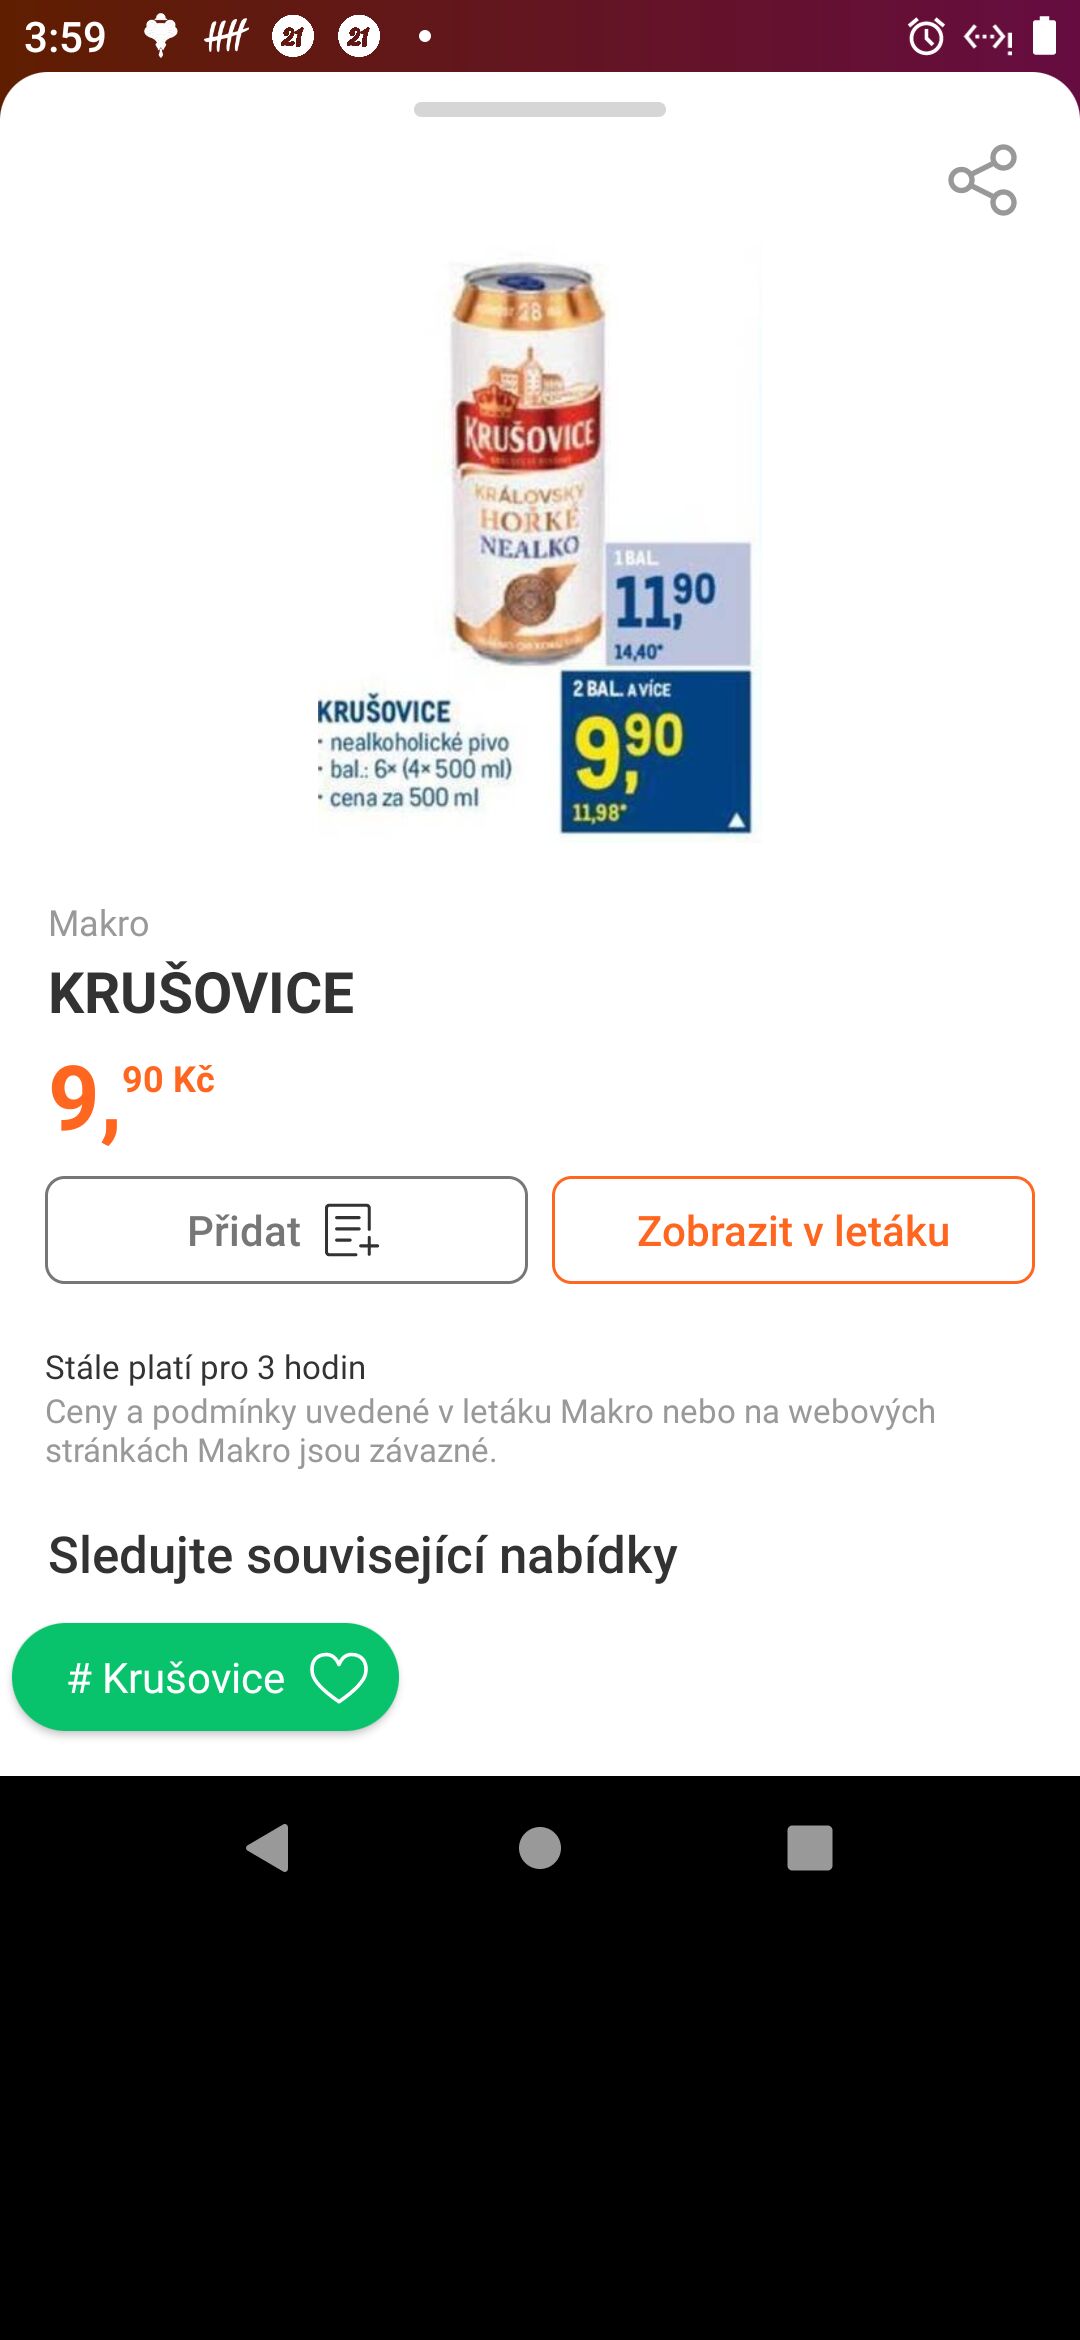 3:59
21
21
28
KRUŠOVICE
KRÁLOVSKÝ
HOŘKÉ
NEALKO
1 BAL.
11,90
14,40*
2 BAL. A VÍCE
9,90
11,98*
KRUŠOVICE
· nealkoholické pivo
· bal.: 6× (4× 500 ml)
· cena za 500 ml
Makro
KRUŠOVICE
9,90 Kč
Přidat
Zobrazit v letáku
Stále platí pro 3 hodin
Ceny a podmínky uvedené v letáku Makro nebo na webových
stránkách Makro jsou závazné.
Sledujte související nabídky
# Krušovice